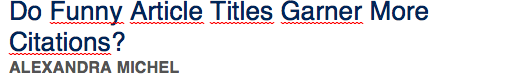 Do Funny Article Titles Garner More
Citations?
ALEXANDRA MICHEL